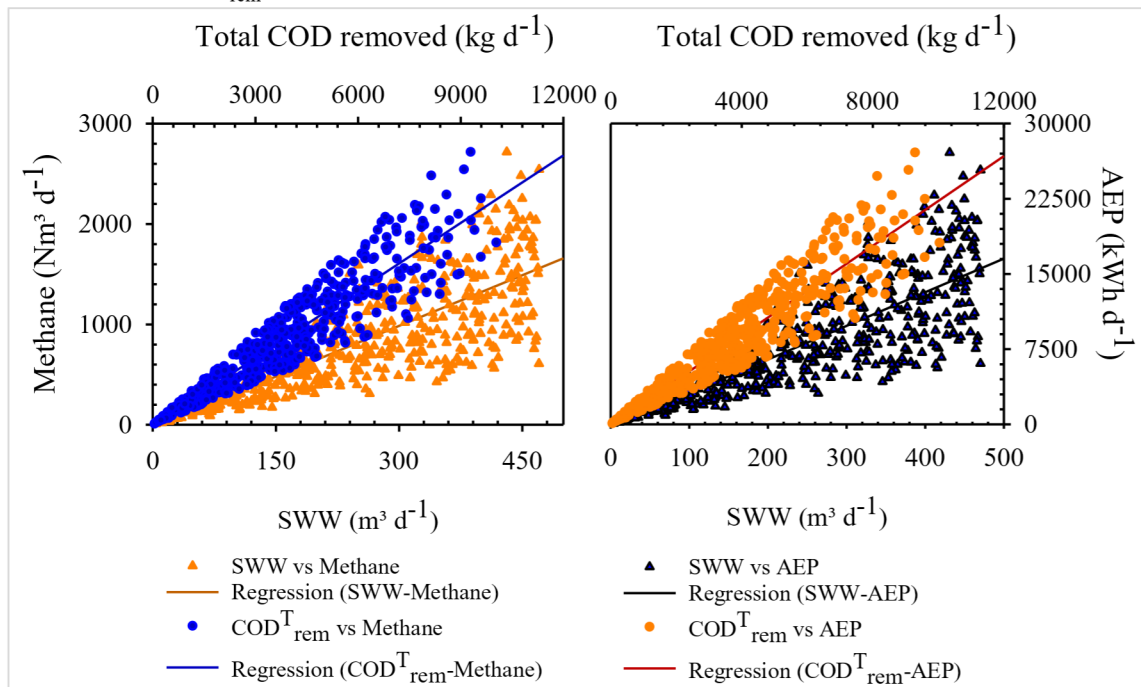 rem
Total COD removed (kg d-1)
Total COD removed (kg d-1)
0 3000 6000 9000 12000
0 4000 8000 12000
3000
2000
1000
0
Methane (Nm³ d-1)
30000
22500
15000
7500
0
AEP (kWh d-1)
0 150 300 450
0 100 200 300 400 500
SWW (m³ d-1)
SWW (m³ d-1)
SWW vs Methane
Regression (SWW-Methane)
CODTrem vs Methane
Regression (CODTrem-Methane)
SWW vs AEP
Regression (SWW-AEP)
CODTrem vs AEP
Regression (CODTrem-AEP)